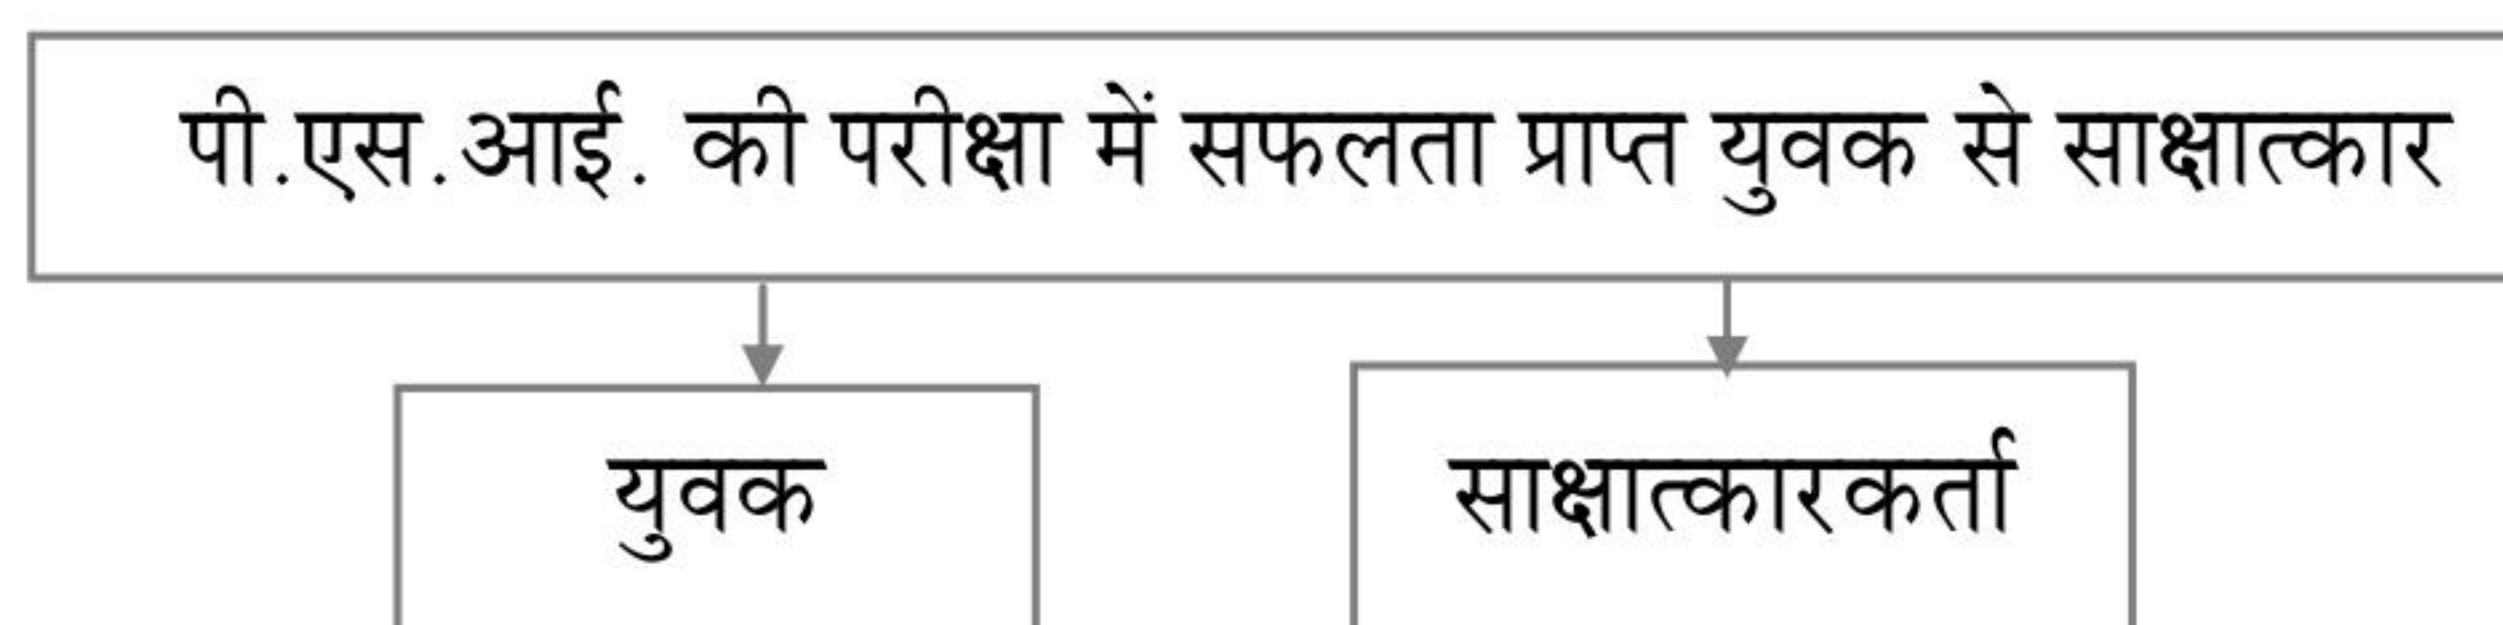 पी.एस.आई. की परीक्षा में सफलता प्राप्त युवक से साक्षात्कार
युवक
साक्षात्कारकर्ता